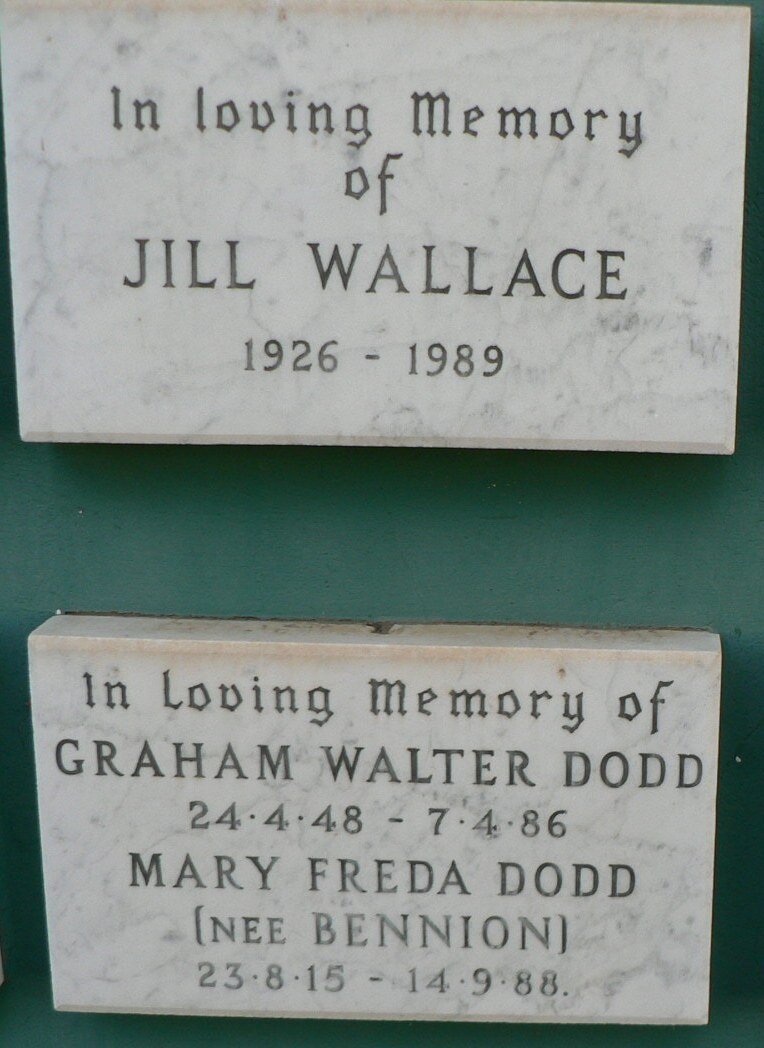 In loving Memory
of
JILL WALLACE
1926 - 1989
In Loving Memory of
GRAHAM WALTER DODD
24·4·48 - 7·4·86
MARY FREDA DODD
(NEE BENNION)
23·8·15 - 14·9·88.